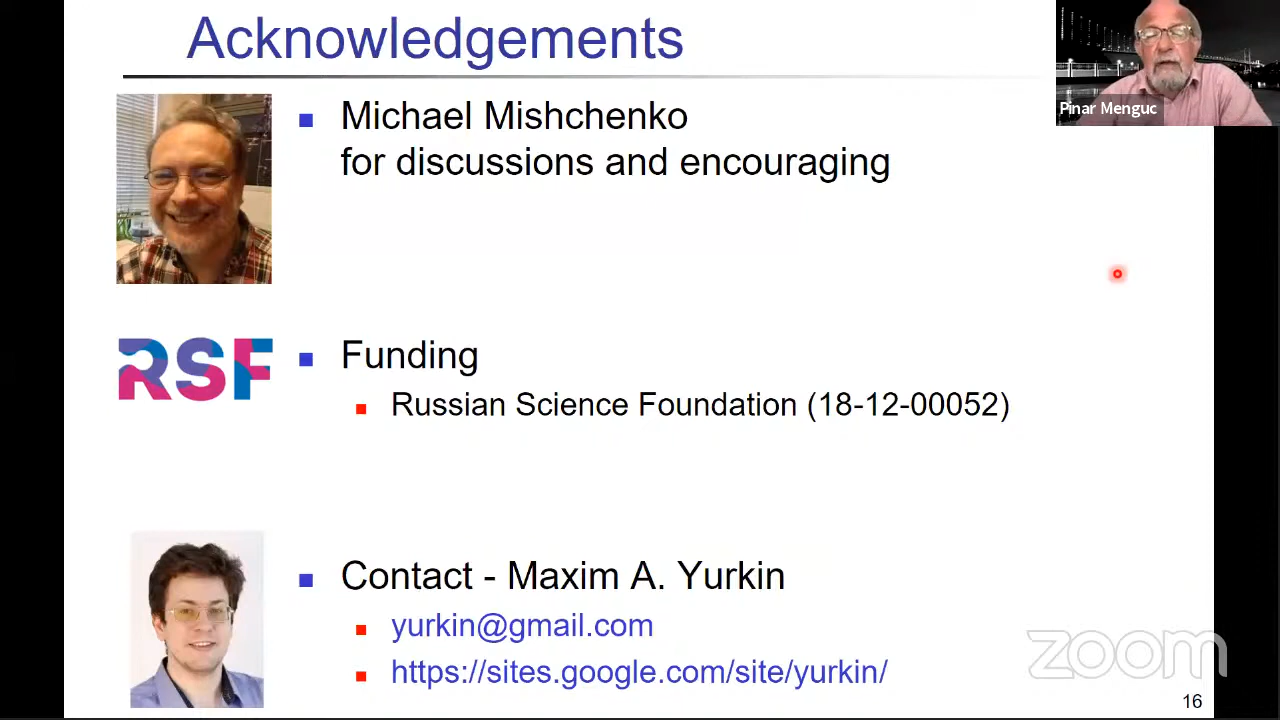 Acknowledgements
Pinar Menguc
Michael Mishchenko
for discussions and encouraging
RSF
Funding
Russian Science Foundation (18-12-00052)
Contact - Maxim A. Yurkin
yurkin@gmail.com
https://sites.google.com/site/yurkin/
zoom
16